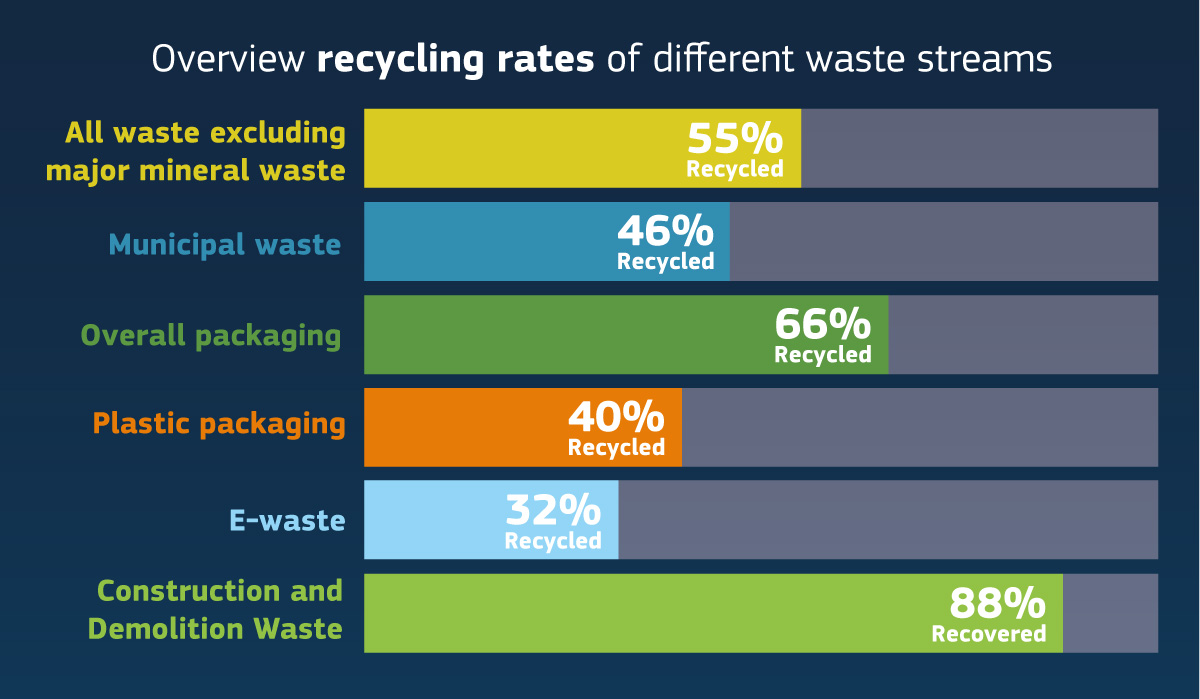 Overview recycling rates of different waste streams
All waste excluding
major mineral waste
55%
Recycled
Municipal waste
46%
Recycled
Overall packaging
66%
Recycled
Plastic packaging
40%
Recycled
E-waste
32%
Recycled
Construction and
Demolition Waste
88%
Recovered